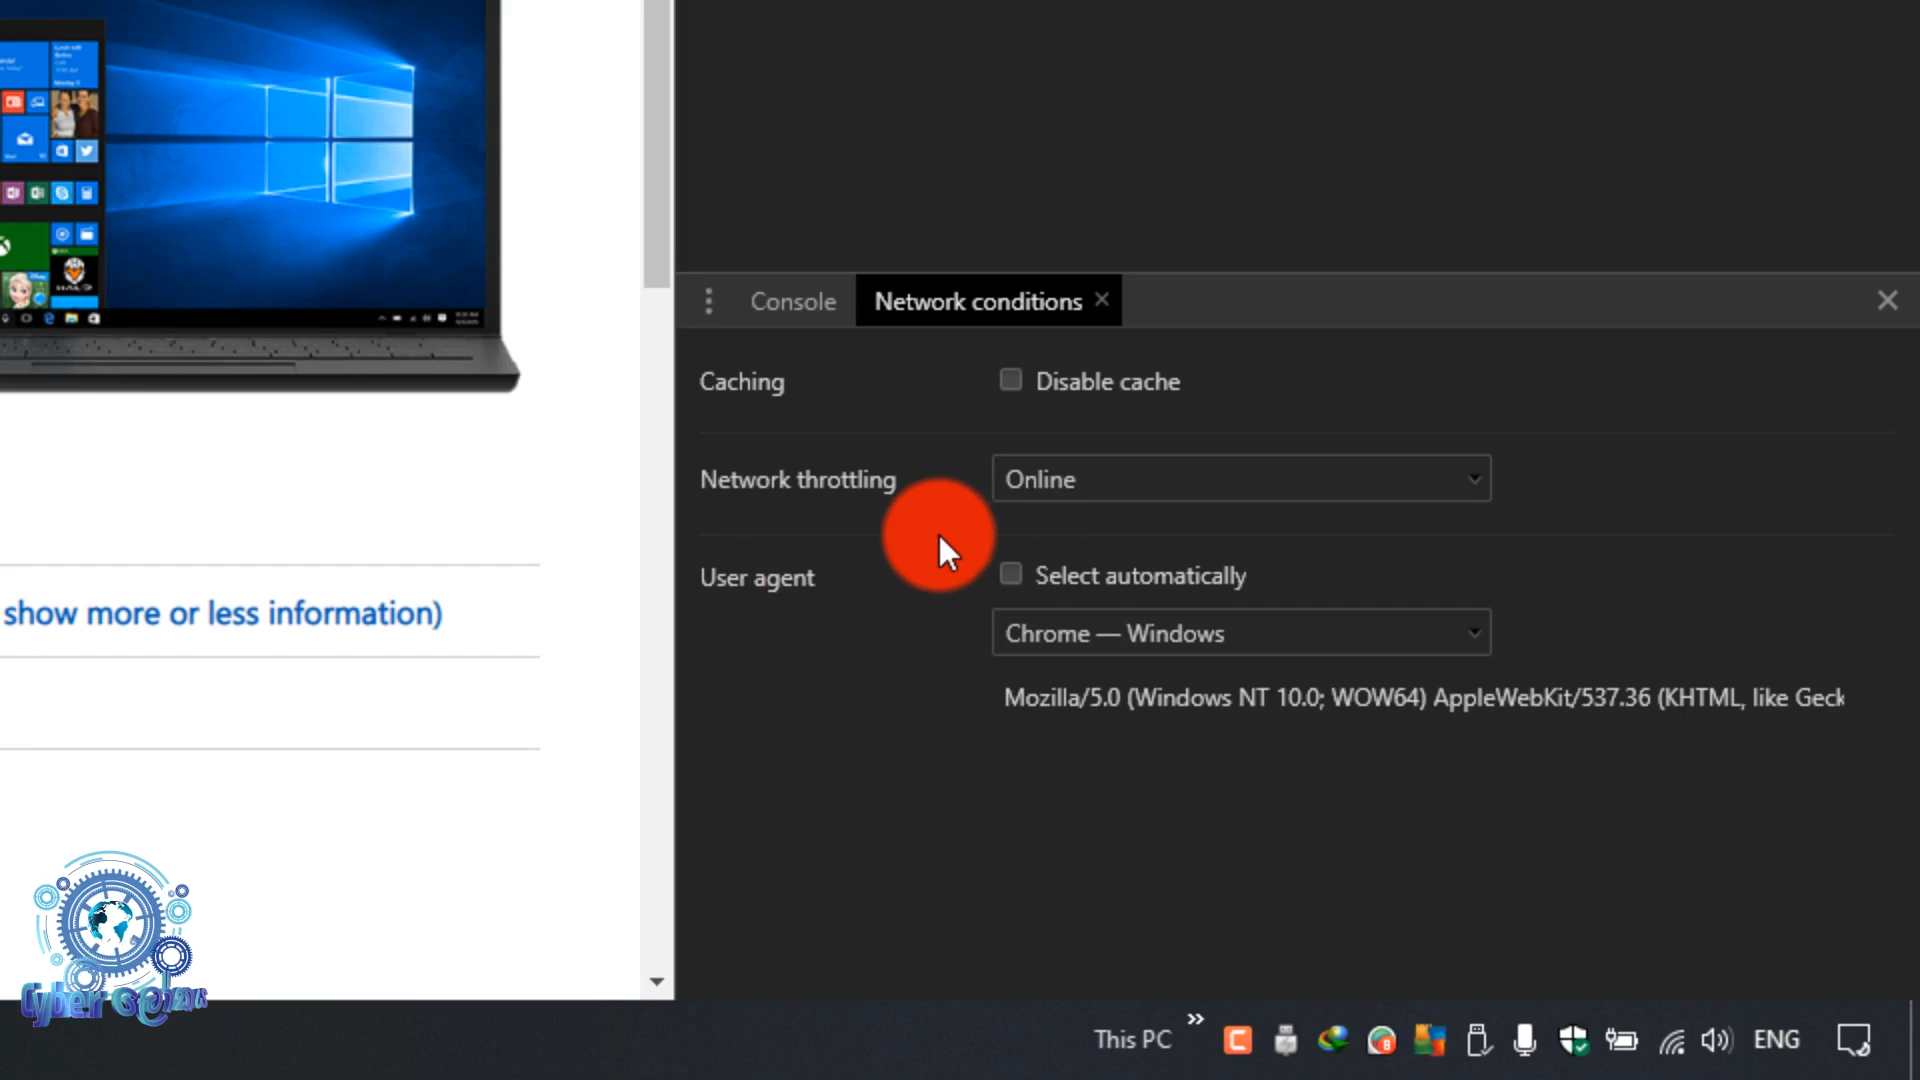 Console
Network conditions
Caching
Disable cache
Network throttling
Online
User agent
Select automatically
Chrome — Windows
Mozilla/5.0 (Windows NT 10.0; WOW64) AppleWebKit/537.36 (KHTML, like Geck
show more or less information)
Cyber
This PC
ENG